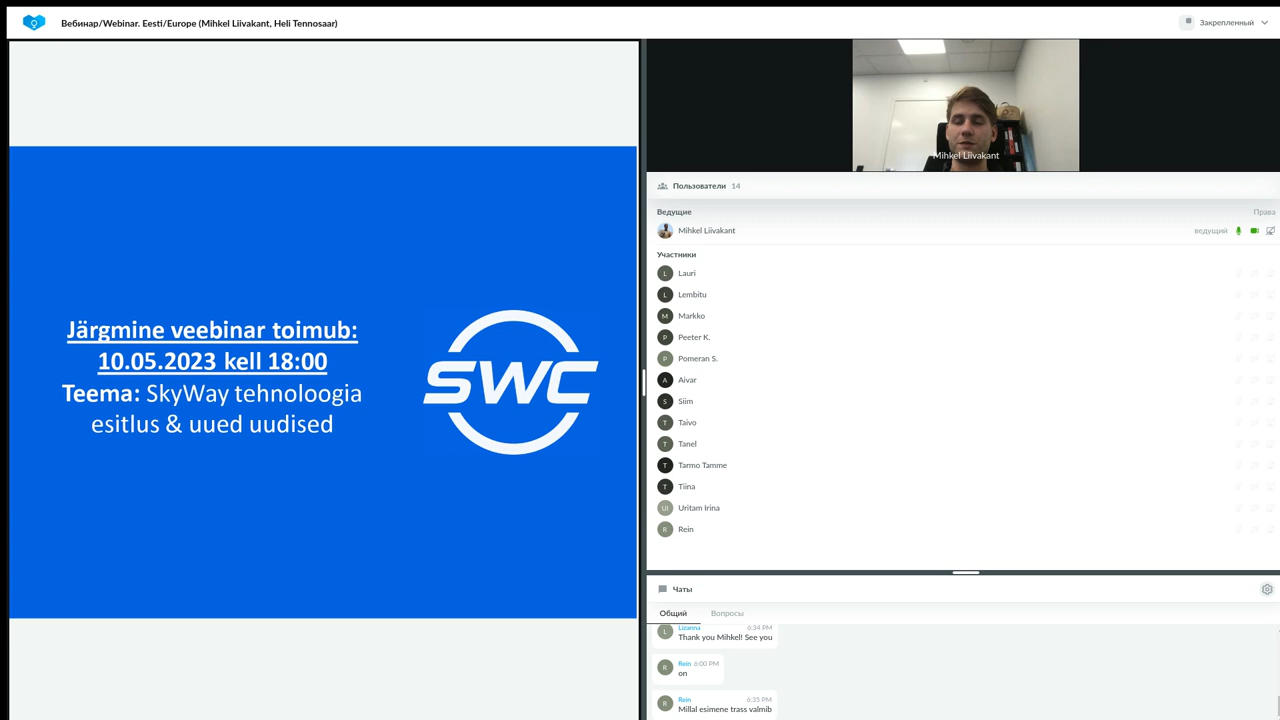 Вебинар/Webinar. Eesti/Europe (Mihkel Liivakant, Heli Tennosaar)
Закрепленный
Järgmine veebinar toimub:
10.05.2023 kell 18:00
Teema: SkyWay tehnoloogia
esitlus & uued uudised
SWC
Mihkel Liivakant
Пользователи 14
Ведущие Права
Mihkel Liivakant ведущий
Участники
L Lauri
L Lembitu
M Markko
P Peeter K.
P Pomeran S.
A Aivar
S Siim
T Taivo
T Tanel
T Tarmo Tamme
T Tiina
UI Uritam Irina
R Rein
Чаты
Общий Вопросы
Lizanna 6:34 PM
L Thank you Mihkel! See you
Rein 6:00 PM
R on
Rein 6:35 PM
R Millal esimene trass valmib